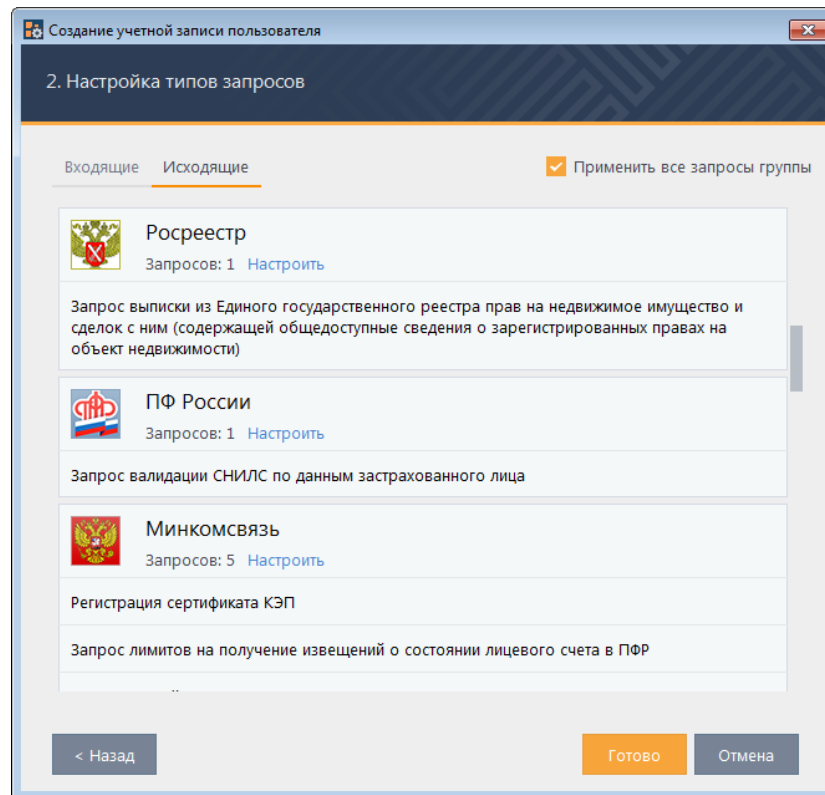 Создание учетной записи пользователя
2. Настройка типов запросов
Входящие Исходящие Применить все запросы группы
Росреестр
Запросов: 1 Настроить
Запрос выписки из Единого государственного реестра прав на недвижимое имущество и
сделок с ним (содержащей общедоступные сведения о зарегистрированных правах на
объект недвижимости)
ПФ России
Запросов: 1 Настроить
Запрос валидации СНИЛС по данным застрахованного лица
Минкомсвязь
Запросов: 5 Настроить
Регистрация сертификата КЭП
Запрос лимитов на получение извещений о состоянии лицевого счета в ПФР
< Назад Готово Отмена